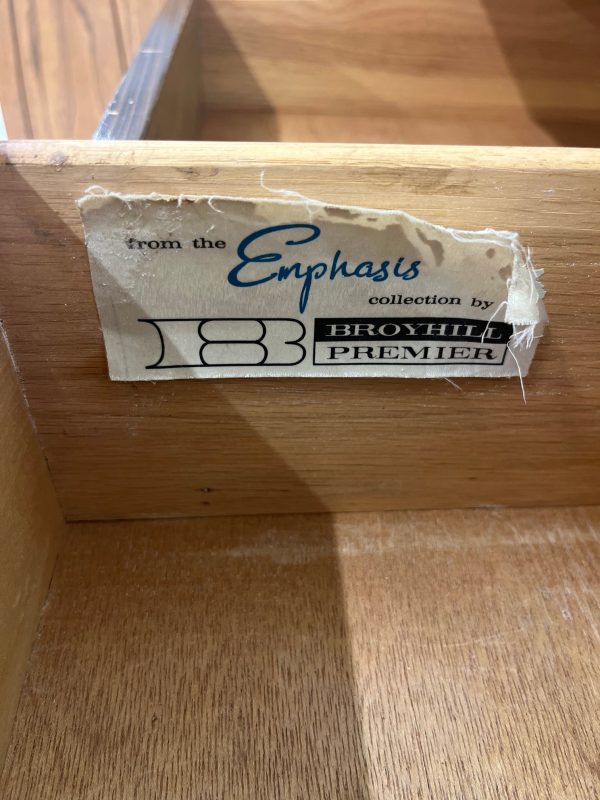 from the Emphasis
collection by
B BROYHILL
PREMIER